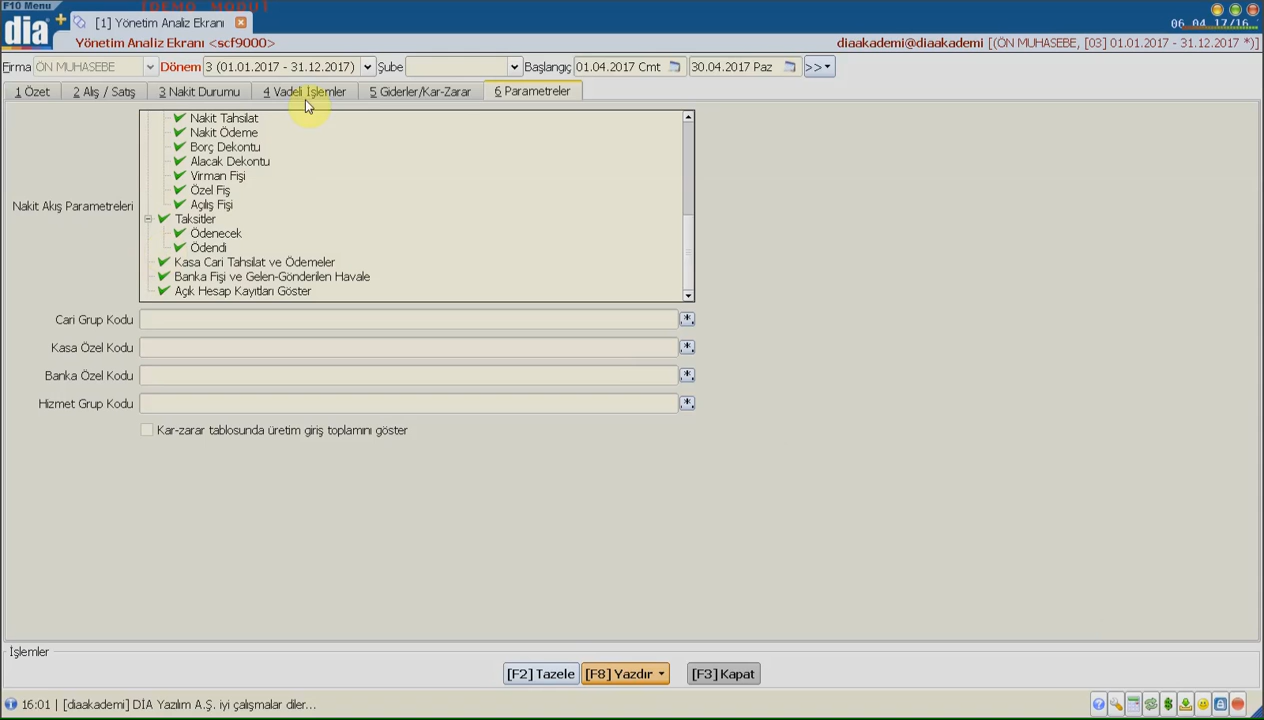 F10 Menu
[DEMO MODU]
dia
[1] Yönetim Analiz Ekranı
06 04 17/16
Yönetim Analiz Ekranı <scf9000>
diaakademi@diaakademi [(ÖN MUHASEBE, [03] 01.01.2017 - 31.12.2017 *)]
Firma ÖN MUHASEBE Dönem 3 (01.01.2017 - 31.12.2017) Şube Başlangıç 01.04.2017 Cmt 30.04.2017 Paz >>
1 Özet 2 Alış / Satış 3 Nakit Durumu 4 Vadeli İşlemler 5 Giderler/Kar-Zarar 6 Parametreler
Nakit Tahsilat
Nakit Ödeme
Borç Dekontu
Alacak Dekontu
Virman Fişi
Özel Fiş
Nakit Akış Parametreleri
Açılış Fişi
Taksitler
Ödenecek
Ödendi
Kasa Cari Tahsilat ve Ödemeler
Banka Fişi ve Gelen-Gönderilen Havale
Açık Hesap Kayıtları Göster
Cari Grup Kodu
Kasa Özel Kodu
Banka Özel Kodu
Hizmet Grup Kodu
Kar-zarar tablosunda üretim giriş toplamını göster
İşlemler
[F2] Tazele [F8] Yazdır [F3] Kapat
16:01 | [diaakademi] DİA Yazılım A.Ş. iyi çalışmalar diler...